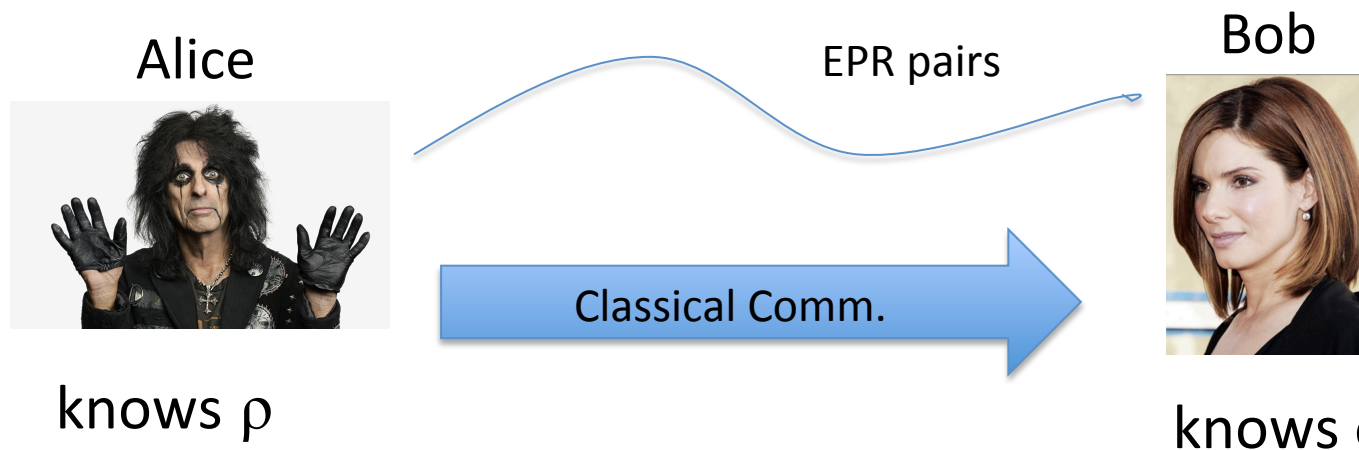 Alice
Bob
EPR pairs
Classical Comm.
knows ρ
knows